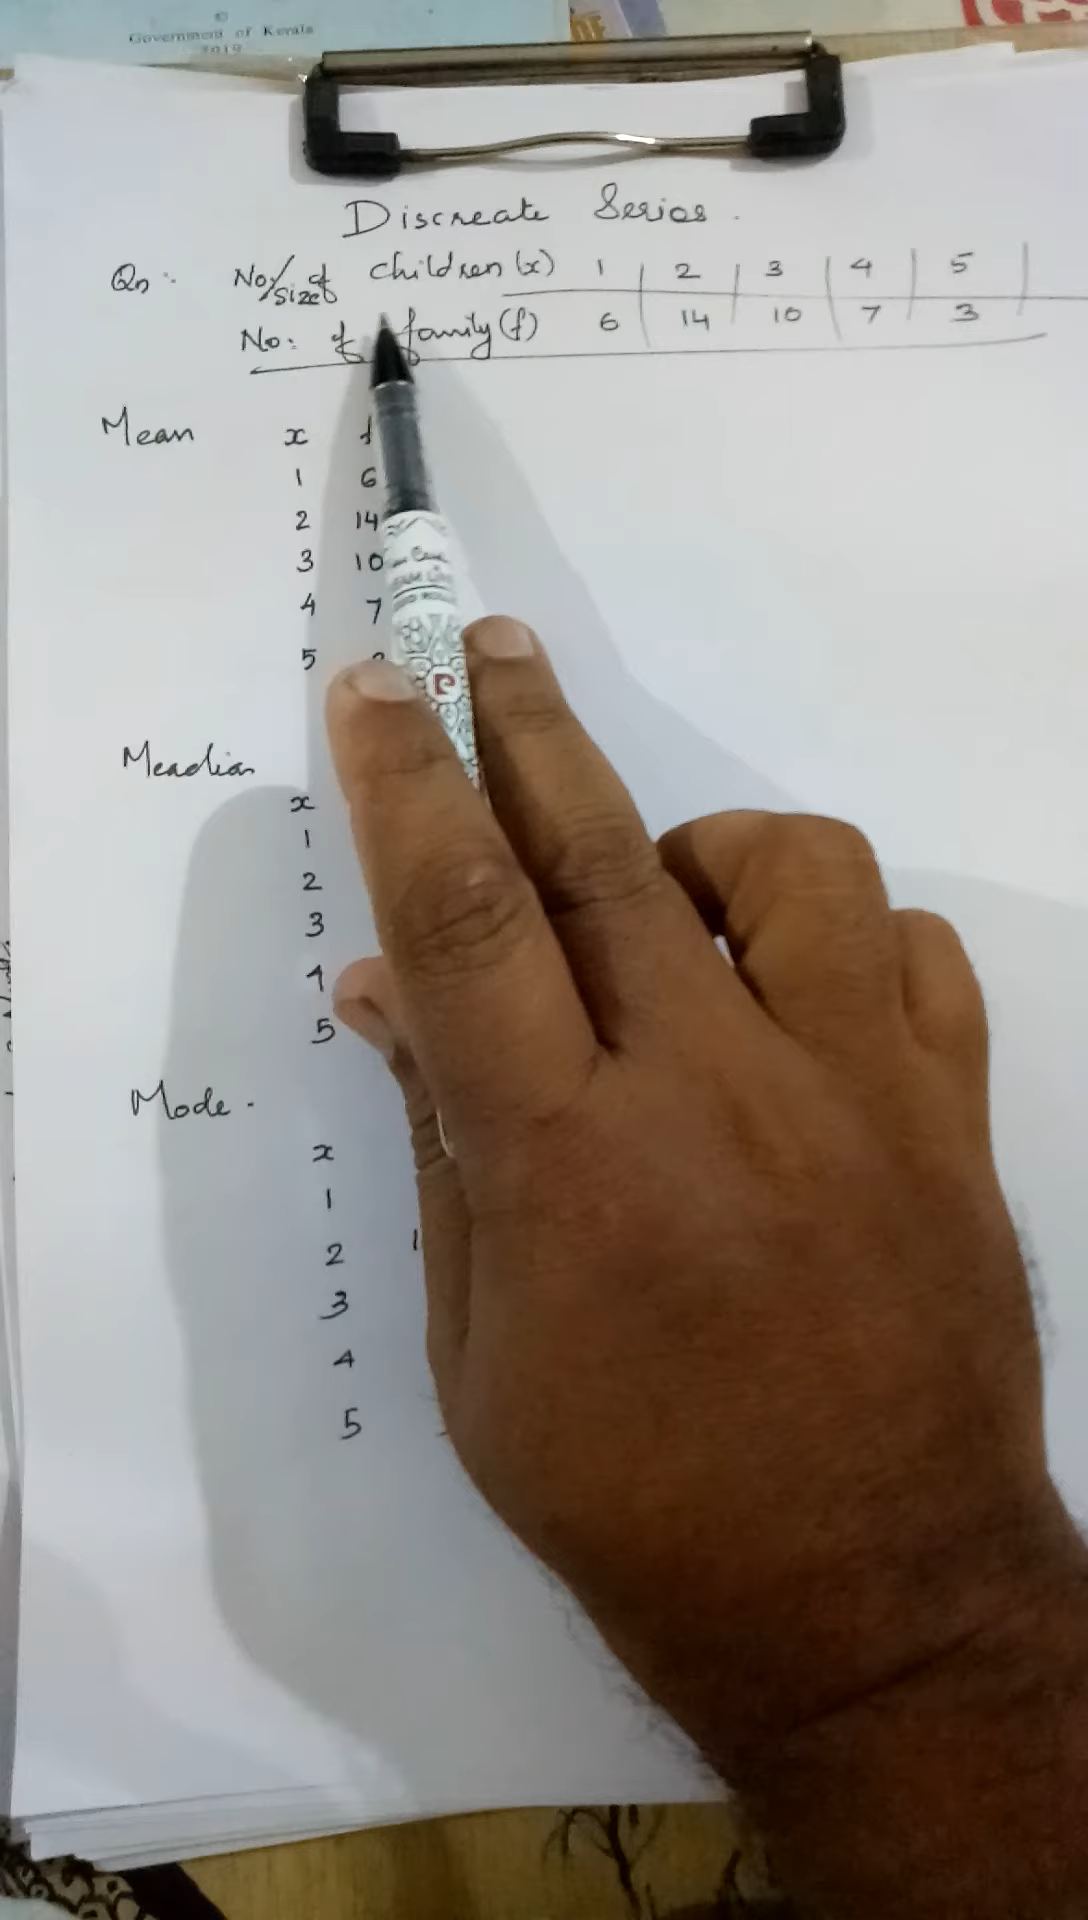 ©
Government of Kerala
2019
Discreate Series.
Qn: No/Size of children (x) 1 2 3 4 5
No: of family (f) 6 14 10 7 3
Mean x f
1 6
2 14
3 10
4 7
5
Meadian
x
1
2
3
4
5
Mode.
x
1
2 1
3
4
5